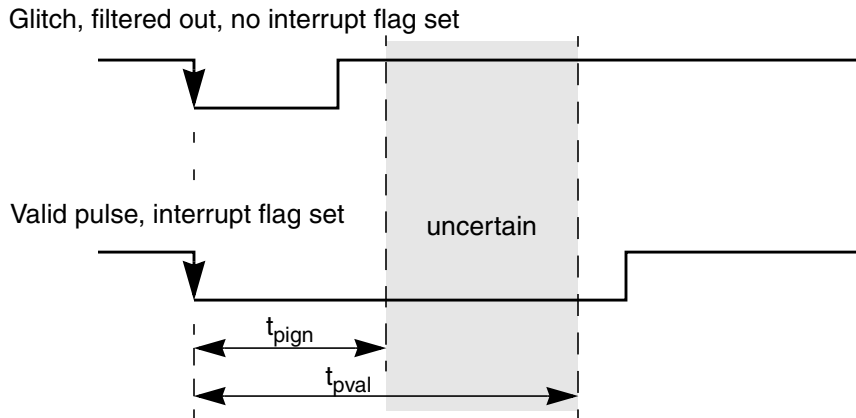 Glitch, filtered out, no interrupt flag set
Valid pulse, interrupt flag set
uncertain
tpign
tpval